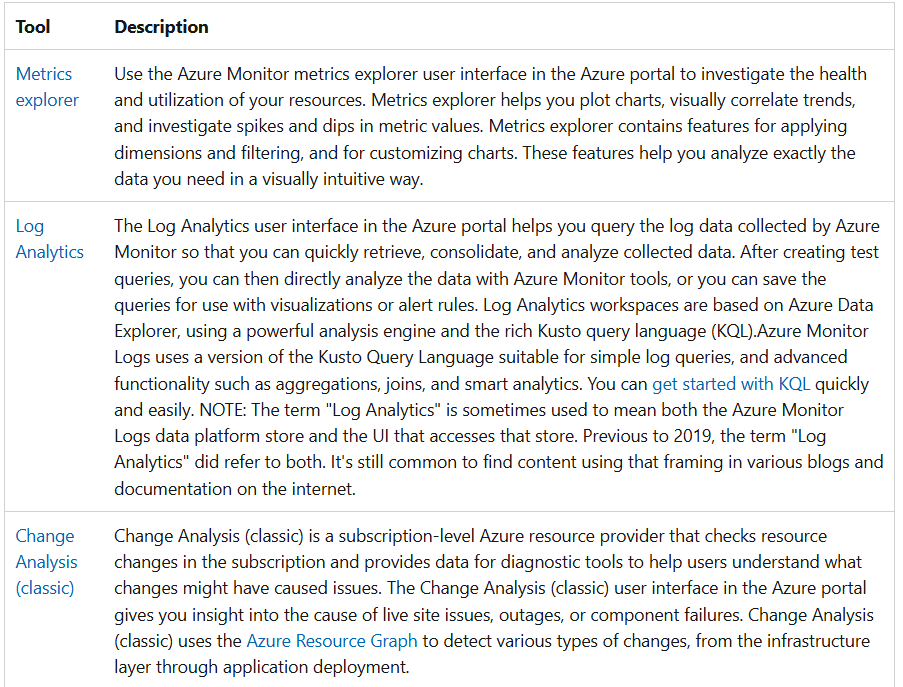 Tool Description
Metrics explorer
Use the Azure Monitor metrics explorer user interface in the Azure portal to investigate the health
and utilization of your resources. Metrics explorer helps you plot charts, visually correlate trends,
and investigate spikes and dips in metric values. Metrics explorer contains features for applying
dimensions and filtering, and for customizing charts. These features help you analyze exactly the
data you need in a visually intuitive way.
Log Analytics
The Log Analytics user interface in the Azure portal helps you query the log data collected by Azure
Monitor so that you can quickly retrieve, consolidate, and analyze collected data. After creating test
queries, you can then directly analyze the data with Azure Monitor tools, or you can save the
queries for use with visualizations or alert rules. Log Analytics workspaces are based on Azure Data
Explorer, using a powerful analysis engine and the rich Kusto query language (KQL).Azure Monitor
Logs uses a version of the Kusto Query Language suitable for simple log queries, and advanced
functionality such as aggregations, joins, and smart analytics. You can get started with KQL quickly
and easily. NOTE: The term "Log Analytics" is sometimes used to mean both the Azure Monitor
Logs data platform store and the UI that accesses that store. Previous to 2019, the term "Log
Analytics" did refer to both. It's still common to find content using that framing in various blogs and
documentation on the internet.
Change Analysis (classic)
Change Analysis (classic) is a subscription-level Azure resource provider that checks resource
changes in the subscription and provides data for diagnostic tools to help users understand what
changes might have caused issues. The Change Analysis (classic) user interface in the Azure portal
gives you insight into the cause of live site issues, outages, or component failures. Change Analysis
(classic) uses the Azure Resource Graph to detect various types of changes, from the infrastructure
layer through application deployment.